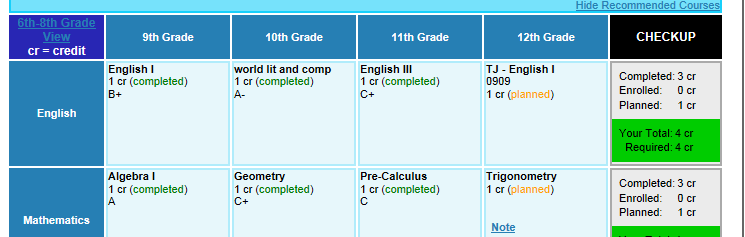 Hide Recommended Courses
6th-8th Grade
View
cr = credit
9th Grade
10th Grade
11th Grade
12th Grade
CHECKUP
English
English I
1 cr (completed)
B+
world lit and comp
1 cr (completed)
A-
English III
1 cr (completed)
C+
TJ - English I
0909
1 cr (planned)
Completed: 3 cr
Enrolled: 0 cr
Planned: 1 cr
Your Total: 4 cr
Required: 4 cr
Mathematics
Algebra I
1 cr (completed)
A
Geometry
1 cr (completed)
C+
Pre-Calculus
1 cr (completed)
C
Trigonometry
1 cr (planned)
Note
Completed: 3 cr
Enrolled: 0 cr
Planned: 1 cr